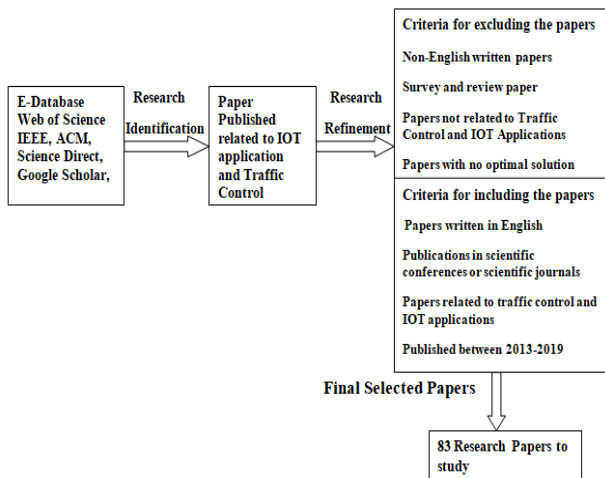 E-Database
Web of Science
IEEE, ACM,
Science Direct,
Google Scholar,
Research
Identification
Paper
Published
related to IOT
application
and Traffic
Control
Research
Refinement
Criteria for excluding the papers
Non-English written papers
Survey and review paper
Papers not related to Traffic
Control and IOT Applications
Papers with no optimal solution
Criteria for including the papers
Papers written in English
Publications in scientific
conferences or scientific journals
Papers related to traffic control and
IOT applications
Published between 2013-2019
Final Selected Papers
83 Research Papers to
study